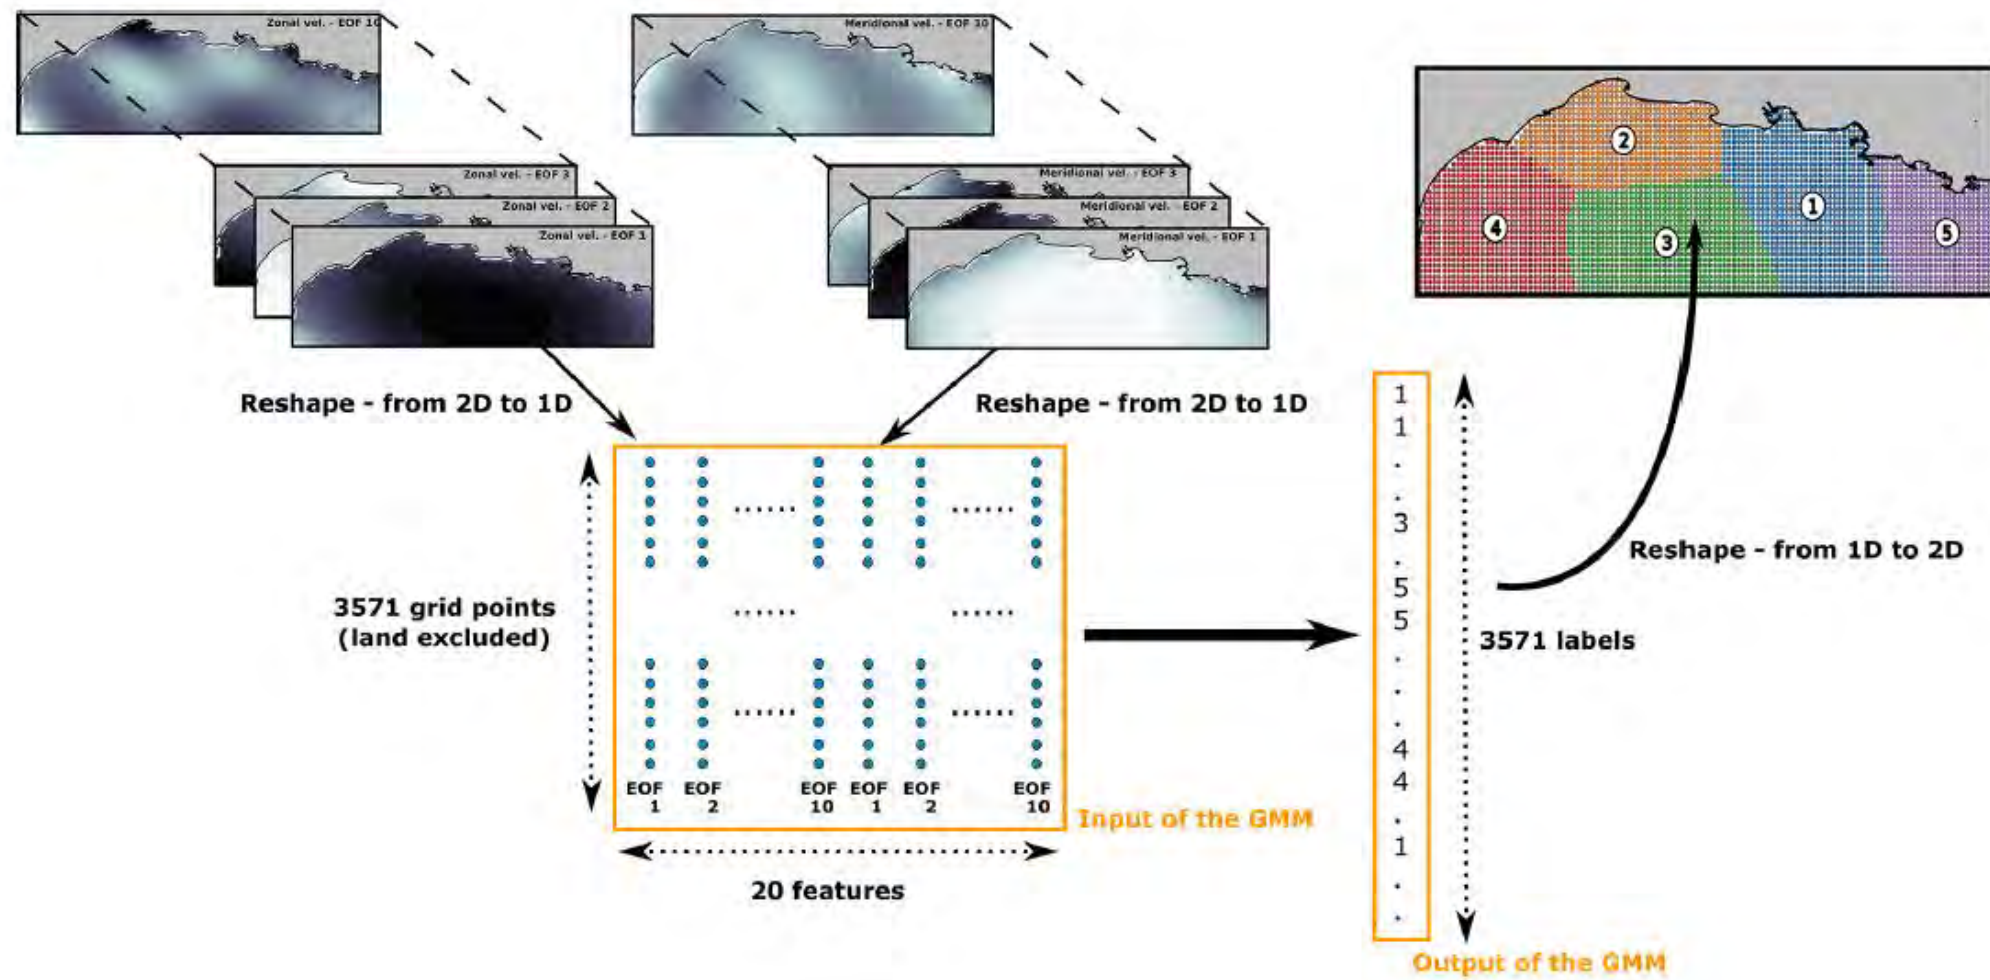 Zonal vel. - EOF 10
Meridional vel. - EOF 10
Zonal vel. - EOF 3
Zonal vel. - EOF 2
Zonal vel. - EOF 1
Meridional vel. - EOF 3
Meridional vel. - EOF 2
Meridional vel. - EOF 1
2
4
3
1
5
Reshape - from 2D to 1D
Reshape - from 2D to 1D
3571 grid points
(land excluded)
EOF 1
EOF 2
EOF 10
EOF 1
EOF 2
EOF 10
Input of the GMM
20 features
1
1
.
.
3
.
5
5
.
.
.
4
4
.
1
.
.
3571 labels
Reshape - from 1D to 2D
Output of the GMM